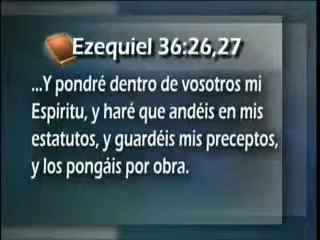 Ezequiel 36:26,27
...Y pondré dentro de vosotros mi
Espíritu, y haré que andéis en mis
estatutos, y guardéis mis preceptos,
y los pongáis por obra.